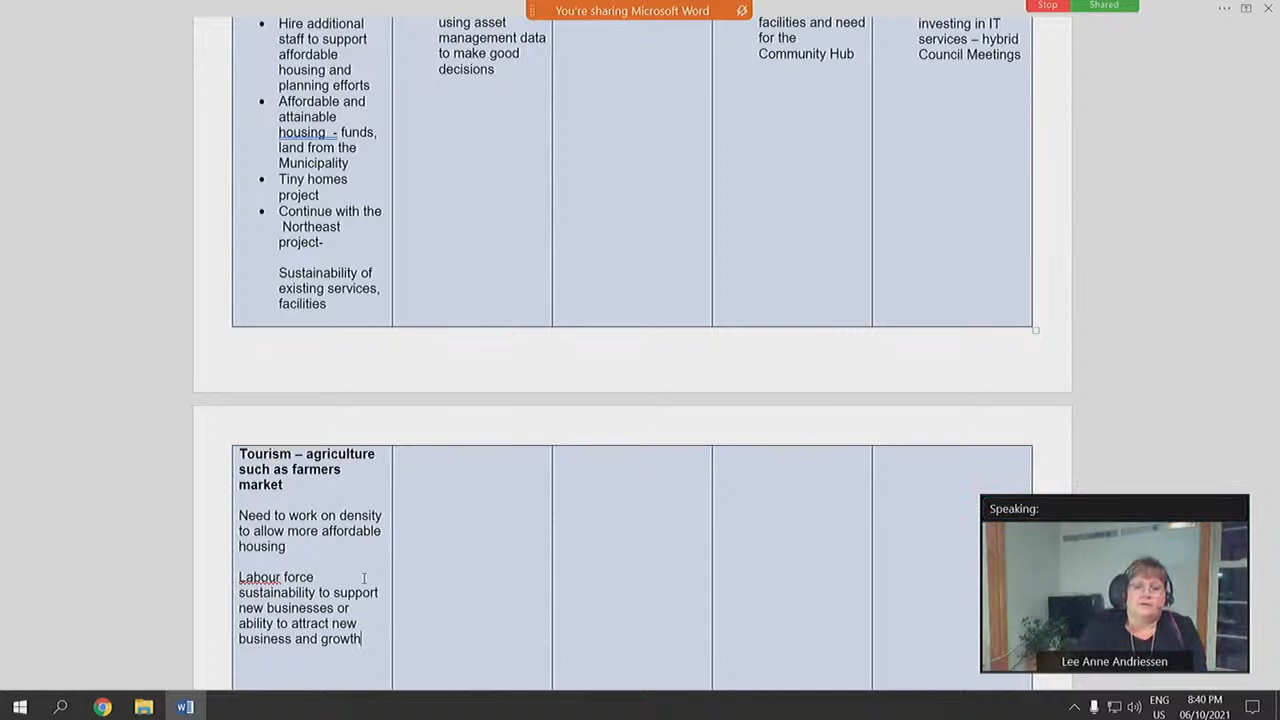 You're sharing Microsoft Word
Stop
Shared
Hire additional
staff to support
affordable
housing and
planning efforts
Affordable and
attainable
housing - funds,
land from the
Municipality
Tiny homes
project
Continue with the
Northeast
project-
Sustainability of
existing services,
facilities
using asset
management data
to make good
decisions
facilities and need
for the
Community Hub
investing in IT
services – hybrid
Council Meetings
Tourism – agriculture
such as farmers
market
Need to work on density
to allow more affordable
housing
Labour force
sustainability to support
new businesses or
ability to attract new
business and growth
Speaking:
Lee Anne Andriessen
ENG
US
8:40 PM
06/10/2021